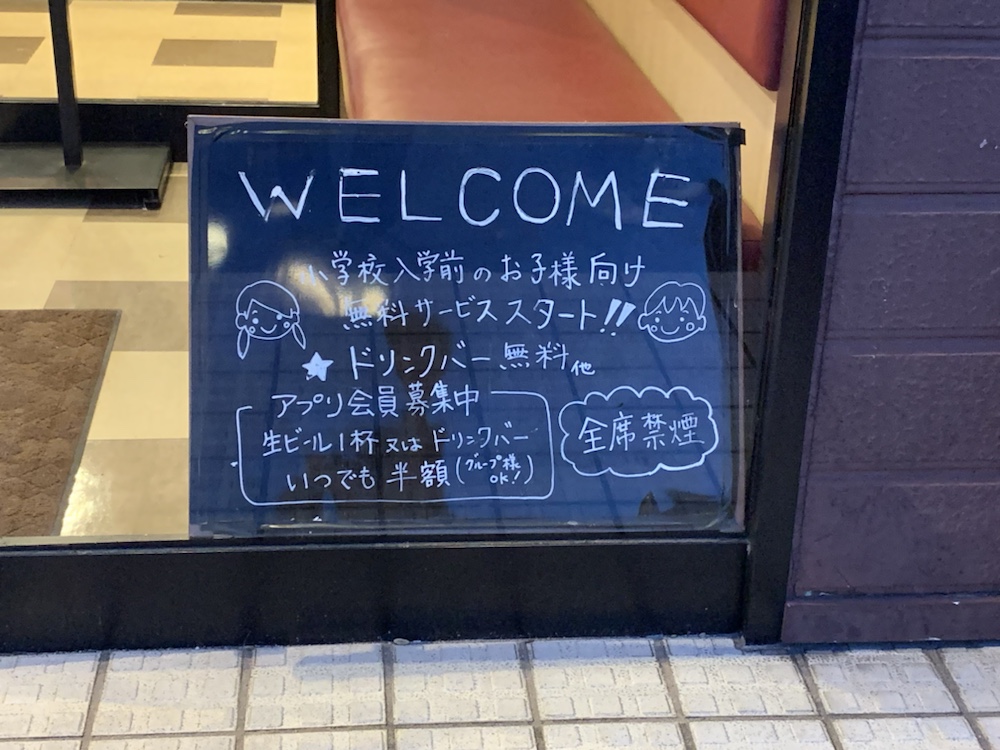 WELCOME
小学校入学前のお子様向け
無料サービススタート!!
★ドリンクバー無料他
アプリ会員募集中
生ビール1杯又はドリンクバー
いつでも半額(グループ様OK!)
全席禁煙